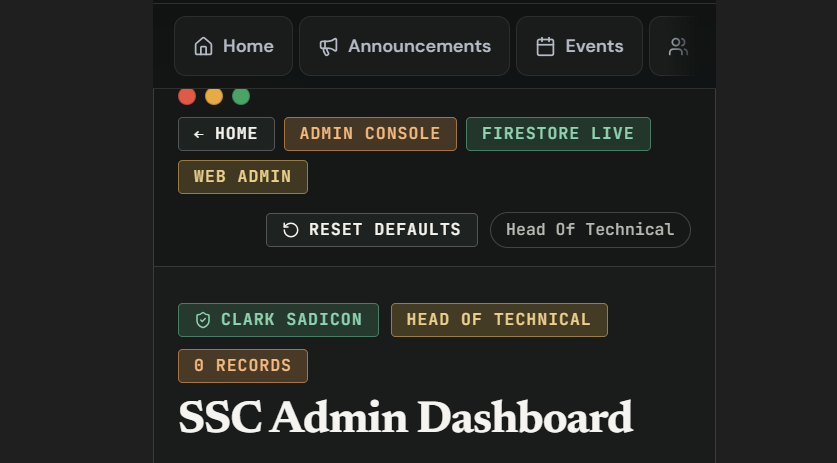 Home Announcements Events
← HOME ADMIN CONSOLE FIRESTORE LIVE
WEB ADMIN
RESET DEFAULTS Head Of Technical
CLARK SADICON HEAD OF TECHNICAL
0 RECORDS
SSC Admin Dashboard